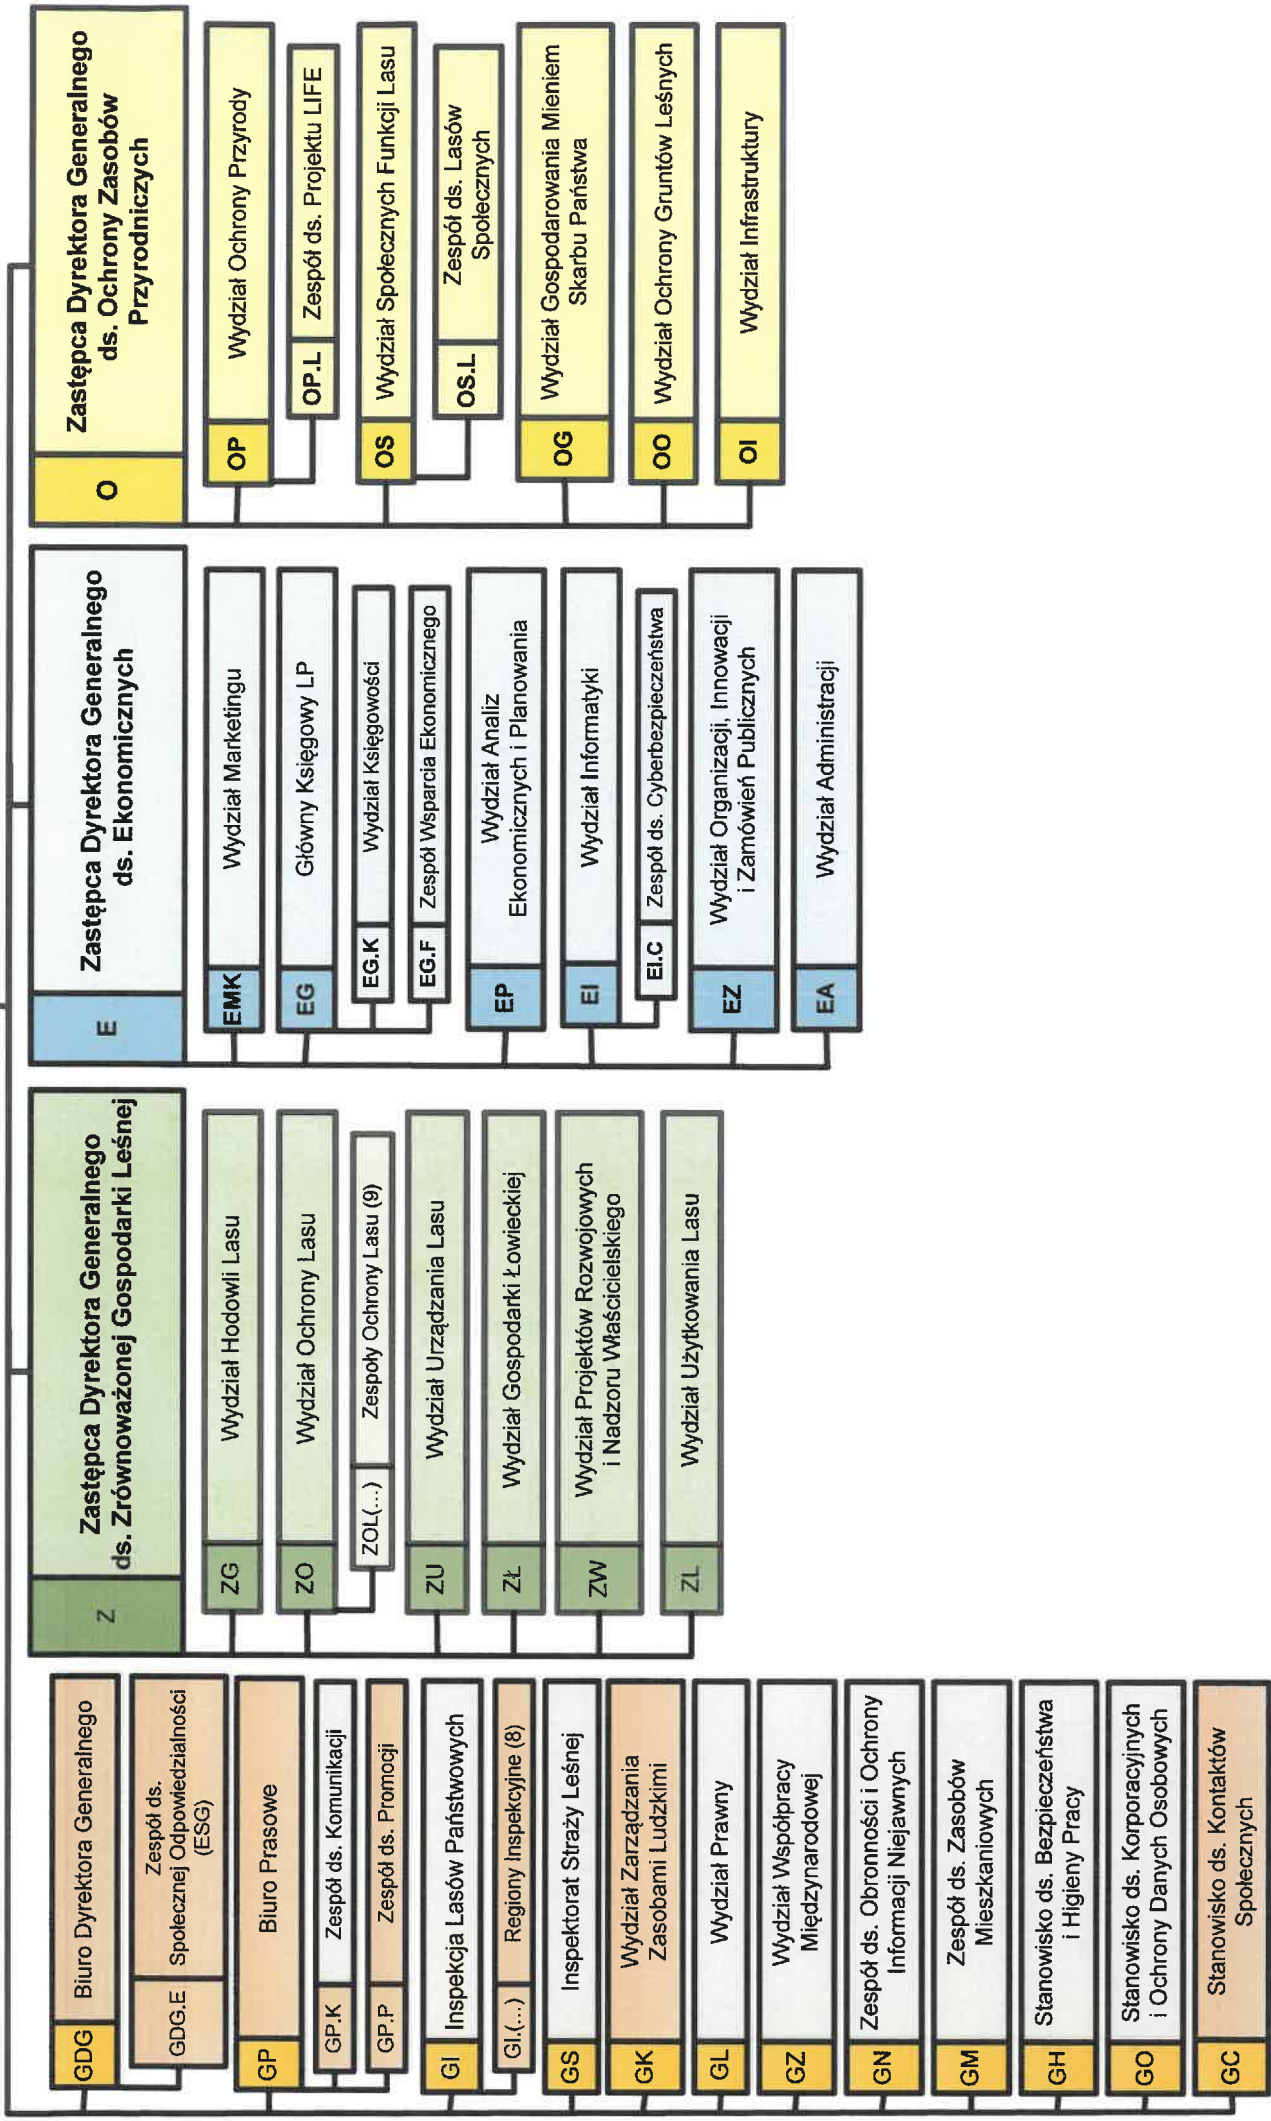 GDG
Biuro Dyrektora Generalnego
GDG.E
Zespół ds.
Społecznej Odpowiedzialności
(ESG)
GP
Biuro Prasowe
GP.K
Zespół ds. Komunikacji
GP.P
Zespół ds. Promocji
GI
Inspekcja Lasów Państwowych
GI.(...)
Regiony Inspekcyjne (8)
GS
Inspektorat Straży Leśnej
GK
Wydział Zarządzania
Zasobami Ludzkimi
GL
Wydział Prawny
GZ
Wydział Współpracy
Międzynarodowej
GN
Zespół ds. Obronności i Ochrony
Informacji Niejawnych
GM
Zespół ds. Zasobów
Mieszkaniowych
GH
Stanowisko ds. Bezpieczeństwa
i Higieny Pracy
GO
Stanowisko ds. Korporacyjnych
i Ochrony Danych Osobowych
GC
Stanowisko ds. Kontaktów
Społecznych
Z
Zastępca Dyrektora Generalnego
ds. Zrównoważonej Gospodarki Leśnej
ZG
Wydział Hodowli Lasu
ZO
Wydział Ochrony Lasu
ZOL(...)
Zespoły Ochrony Lasu (9)
ZU
Wydział Urządzania Lasu
ZŁ
Wydział Gospodarki Łowieckiej
ZW
Wydział Projektów Rozwojowych
i Nadzoru Właścicielskiego
ZL
Wydział Użytkowania Lasu
E
Zastępca Dyrektora Generalnego
ds. Ekonomicznych
EMK
Wydział Marketingu
EG
Główny Księgowy LP
EG.K
Wydział Księgowości
EG.F
Zespół Wsparcia Ekonomicznego
EP
Wydział Analiz
Ekonomicznych i Planowania
EI
Wydział Informatyki
EI.C
Zespół ds. Cyberbezpieczeństwa
EZ
Wydział Organizacji, Innowacji
i Zamówień Publicznych
EA
Wydział Administracji
O
Zastępca Dyrektora Generalnego
ds. Ochrony Zasobów
Przyrodniczych
OP
Wydział Ochrony Przyrody
OP.L
Zespół ds. Projektu LIFE
OS
Wydział Społecznych Funkcji Lasu
OS.L
Zespół ds. Lasów
Społecznych
OG
Wydział Gospodarowania Mieniem
Skarbu Państwa
OO
Wydział Ochrony Gruntów Leśnych
OI
Wydział Infrastruktury